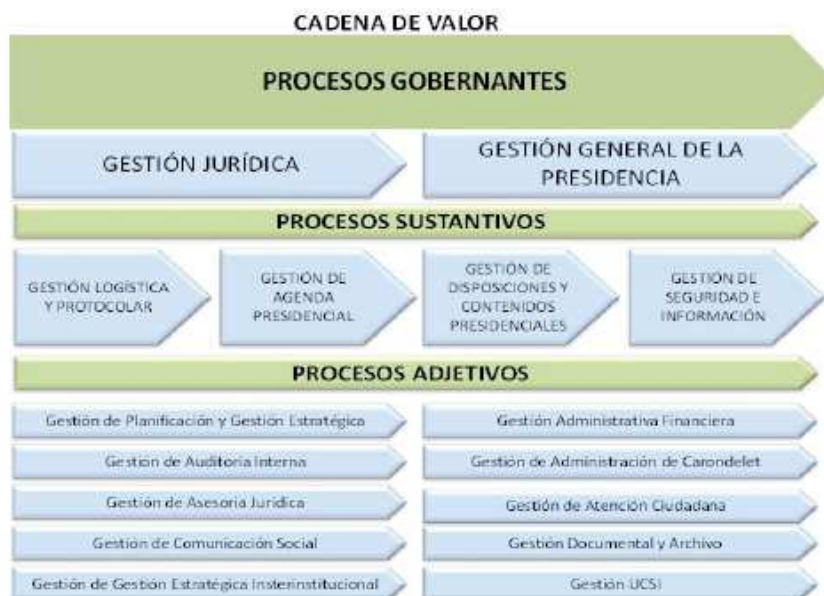 CADENA DE VALOR
PROCESOS GOBERNANTES
GESTIÓN JURÍDICA
GESTIÓN GENERAL DE LA
PRESIDENCIA
PROCESOS SUSTANTIVOS
GESTIÓN LOGÍSTICA
Y PROTOCOLAR
GESTIÓN DE
AGENDA
PRESIDENCIAL
GESTIÓN DE
DISPOSICIONES Y
CONTENIDOS
PRESIDENCIALES
GESTIÓN DE
SEGURIDAD E
INFORMACIÓN
PROCESOS ADJETIVOS
Gestión de Planificación y Gestión Estratégica
Gestión Administrativa Financiera
Gestión de Auditoria Interna
Gestión de Administración de Carondelet
Gestión de Asesoria Jurídica
Gestión de Atención Ciudadana
Gestión de Comunicación Social
Gestión Documental y Archivo
Gestión de Gestión Estratégica Insterinstitucional
Gestión UCSI